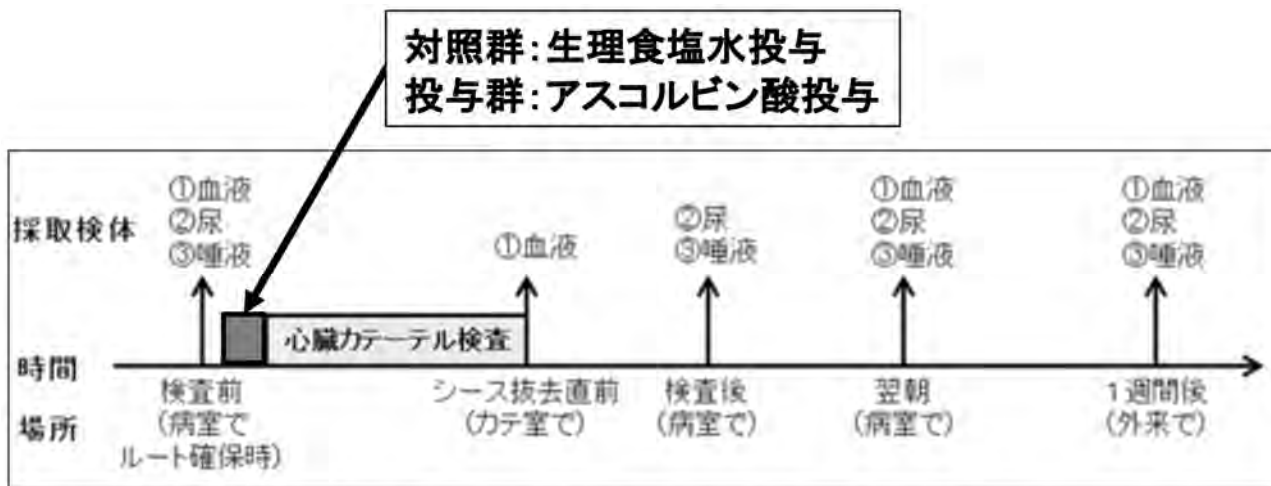 対照群：生理食塩水投与
投与群：アスコルビン酸投与
採取検体
①血液
②尿
③唾液
①血液
②尿
③唾液
①血液
②尿
③唾液
①血液
②尿
③唾液
心臓カテーテル検査
時間
場所
検査前
(病室で
ルート確保時)
シース抜去直前
(カテ室で)
検査後
(病室で)
翌朝
(病室で)
1週間後
(外来で)